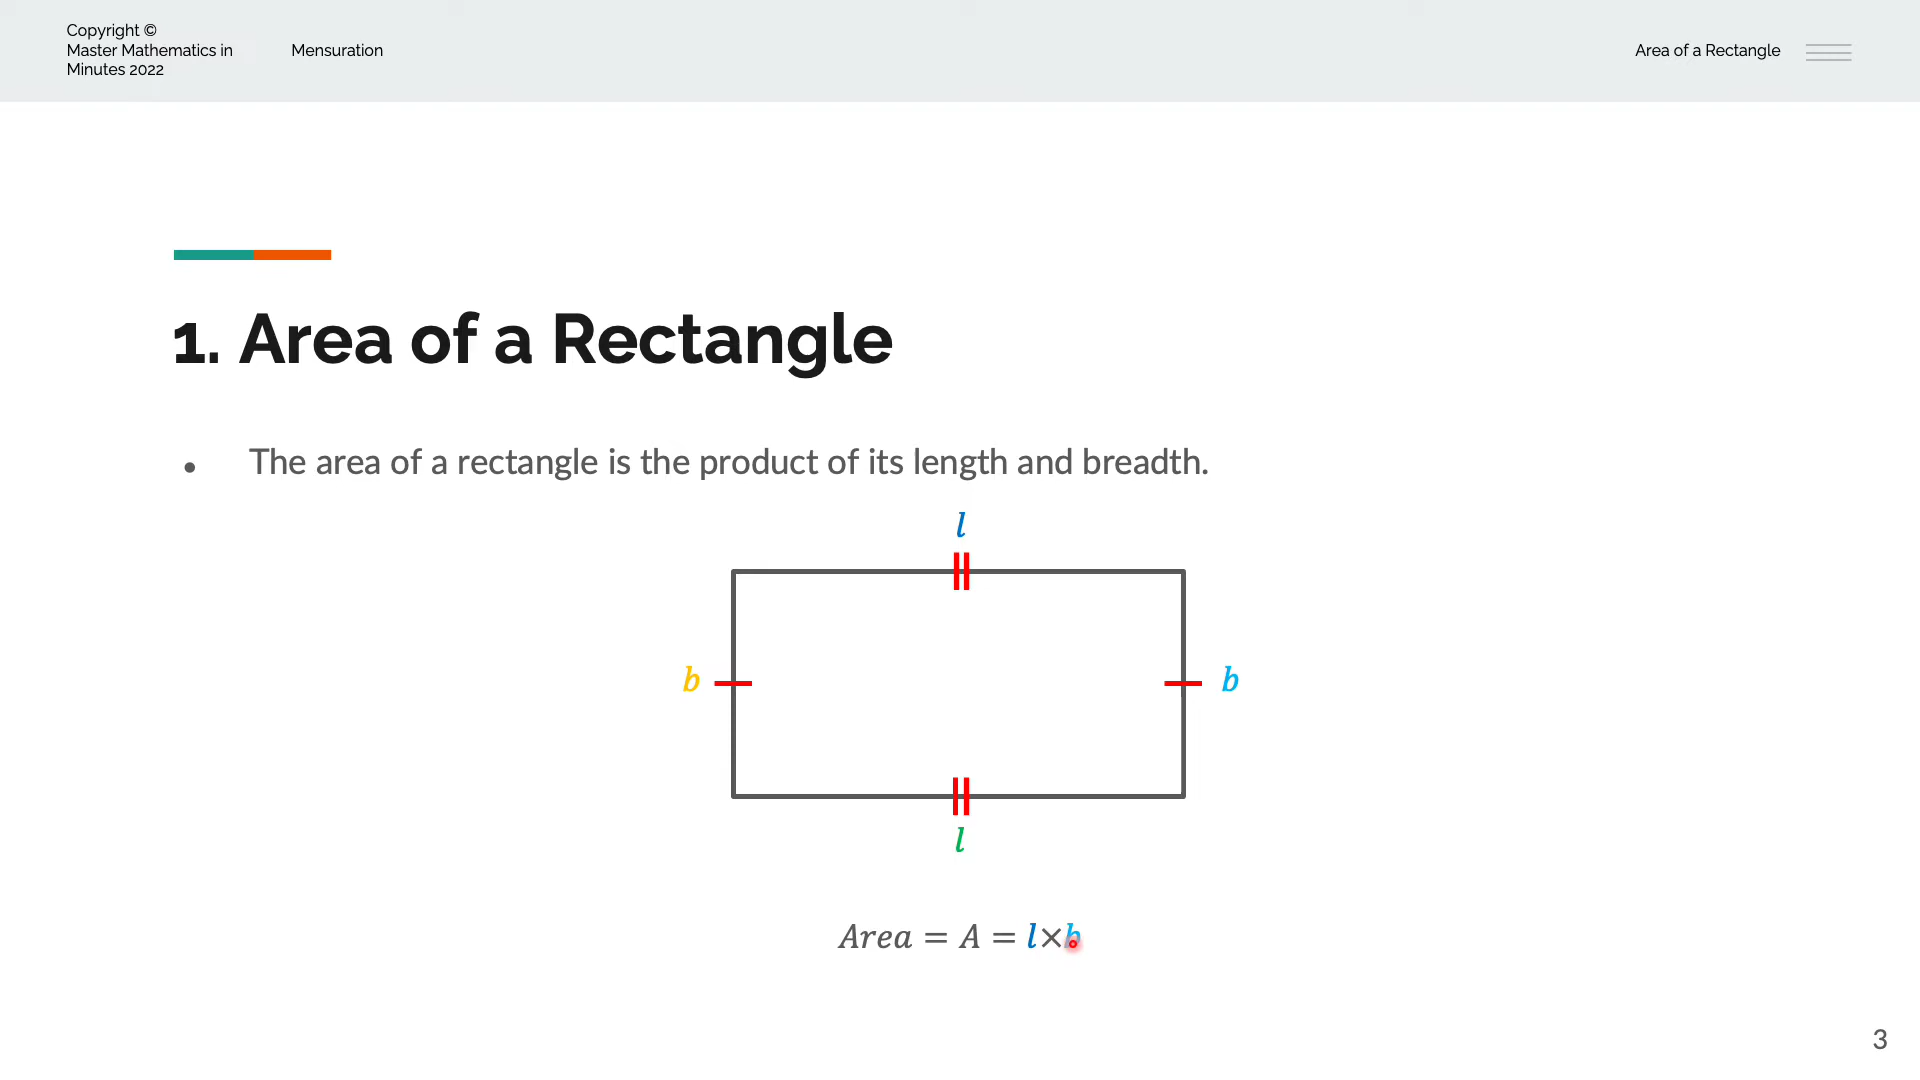 Copyright ©
Master Mathematics in
Minutes 2022
Mensuration
Area of a Rectangle
1. Area of a Rectangle
• The area of a rectangle is the product of its length and breadth.
l
b
b
l
Area = A = l×b
3